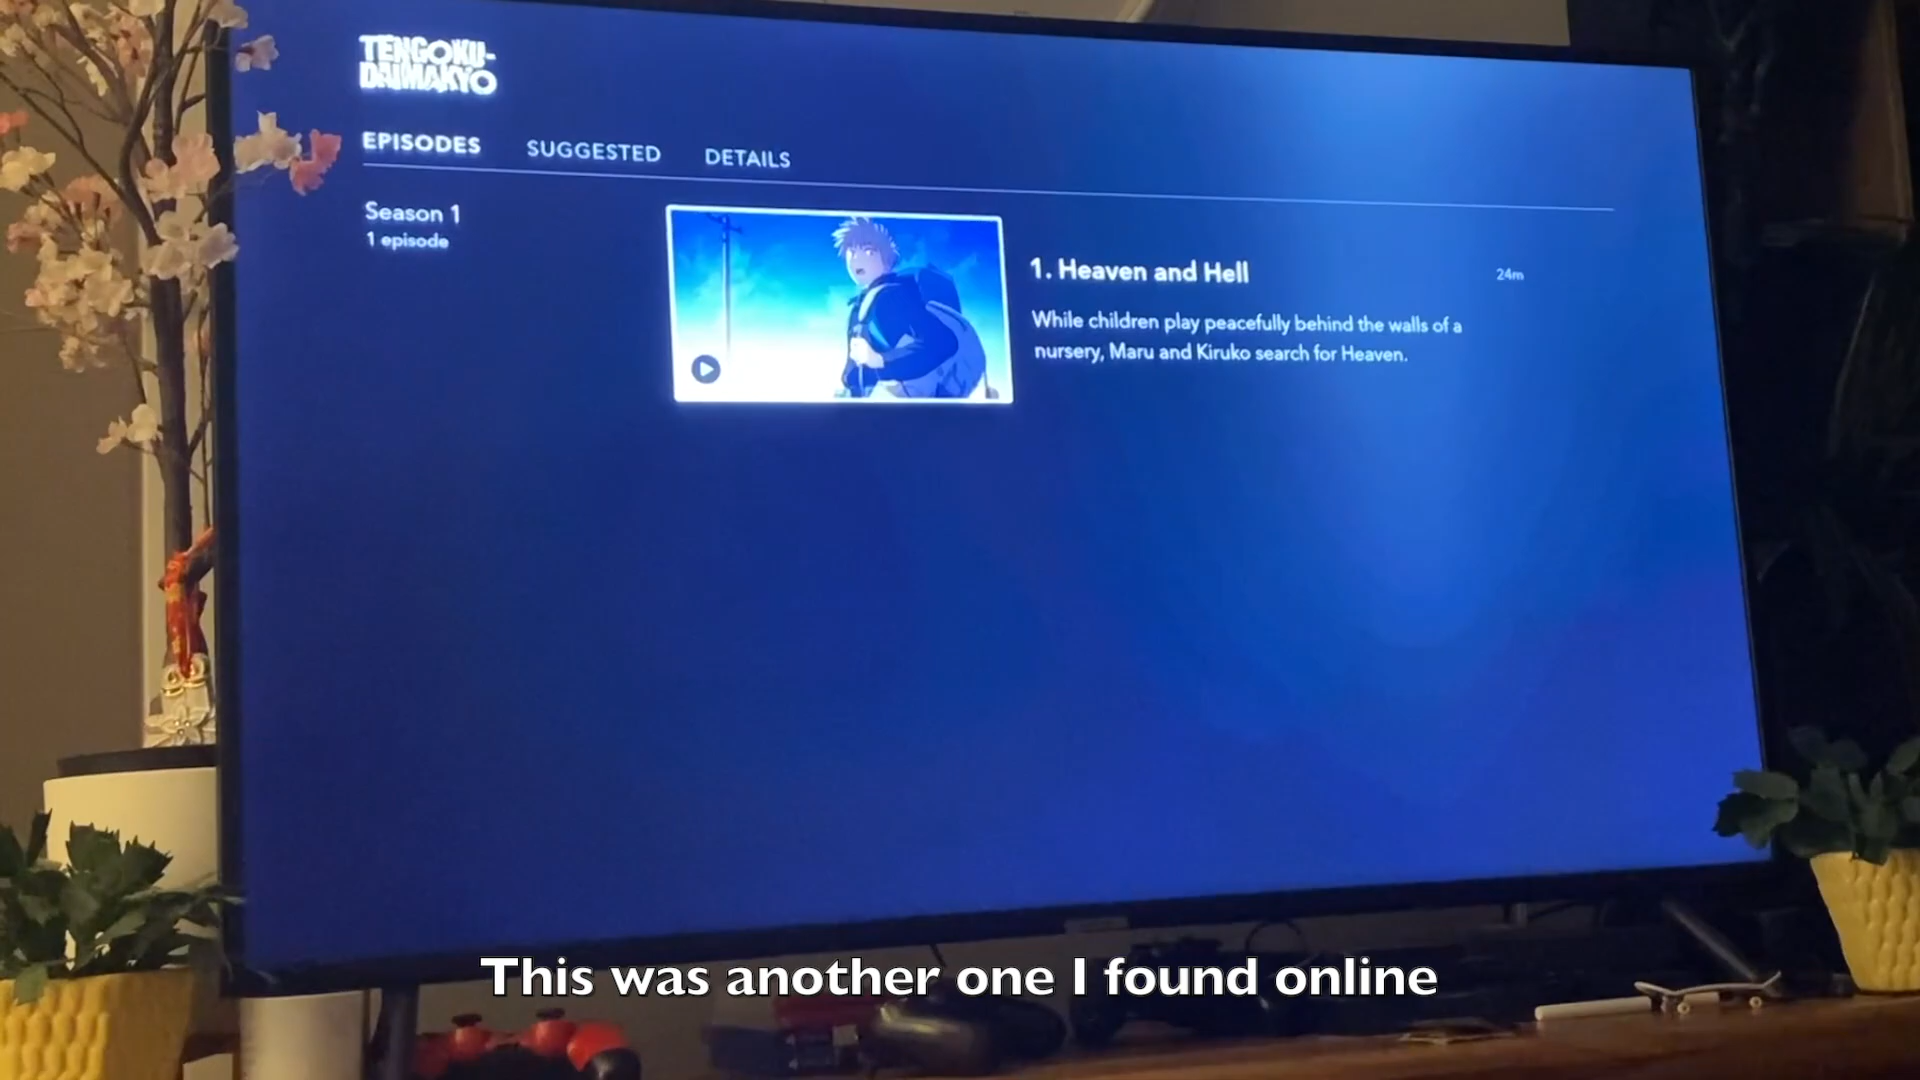 TENGOKU-
DAIMAKYO
EPISODES
SUGGESTED
DETAILS
Season 1
1 episode
1. Heaven and Hell
24m
While children play peacefully behind the walls of a
nursery, Maru and Kiruko search for Heaven.
This was another one I found online